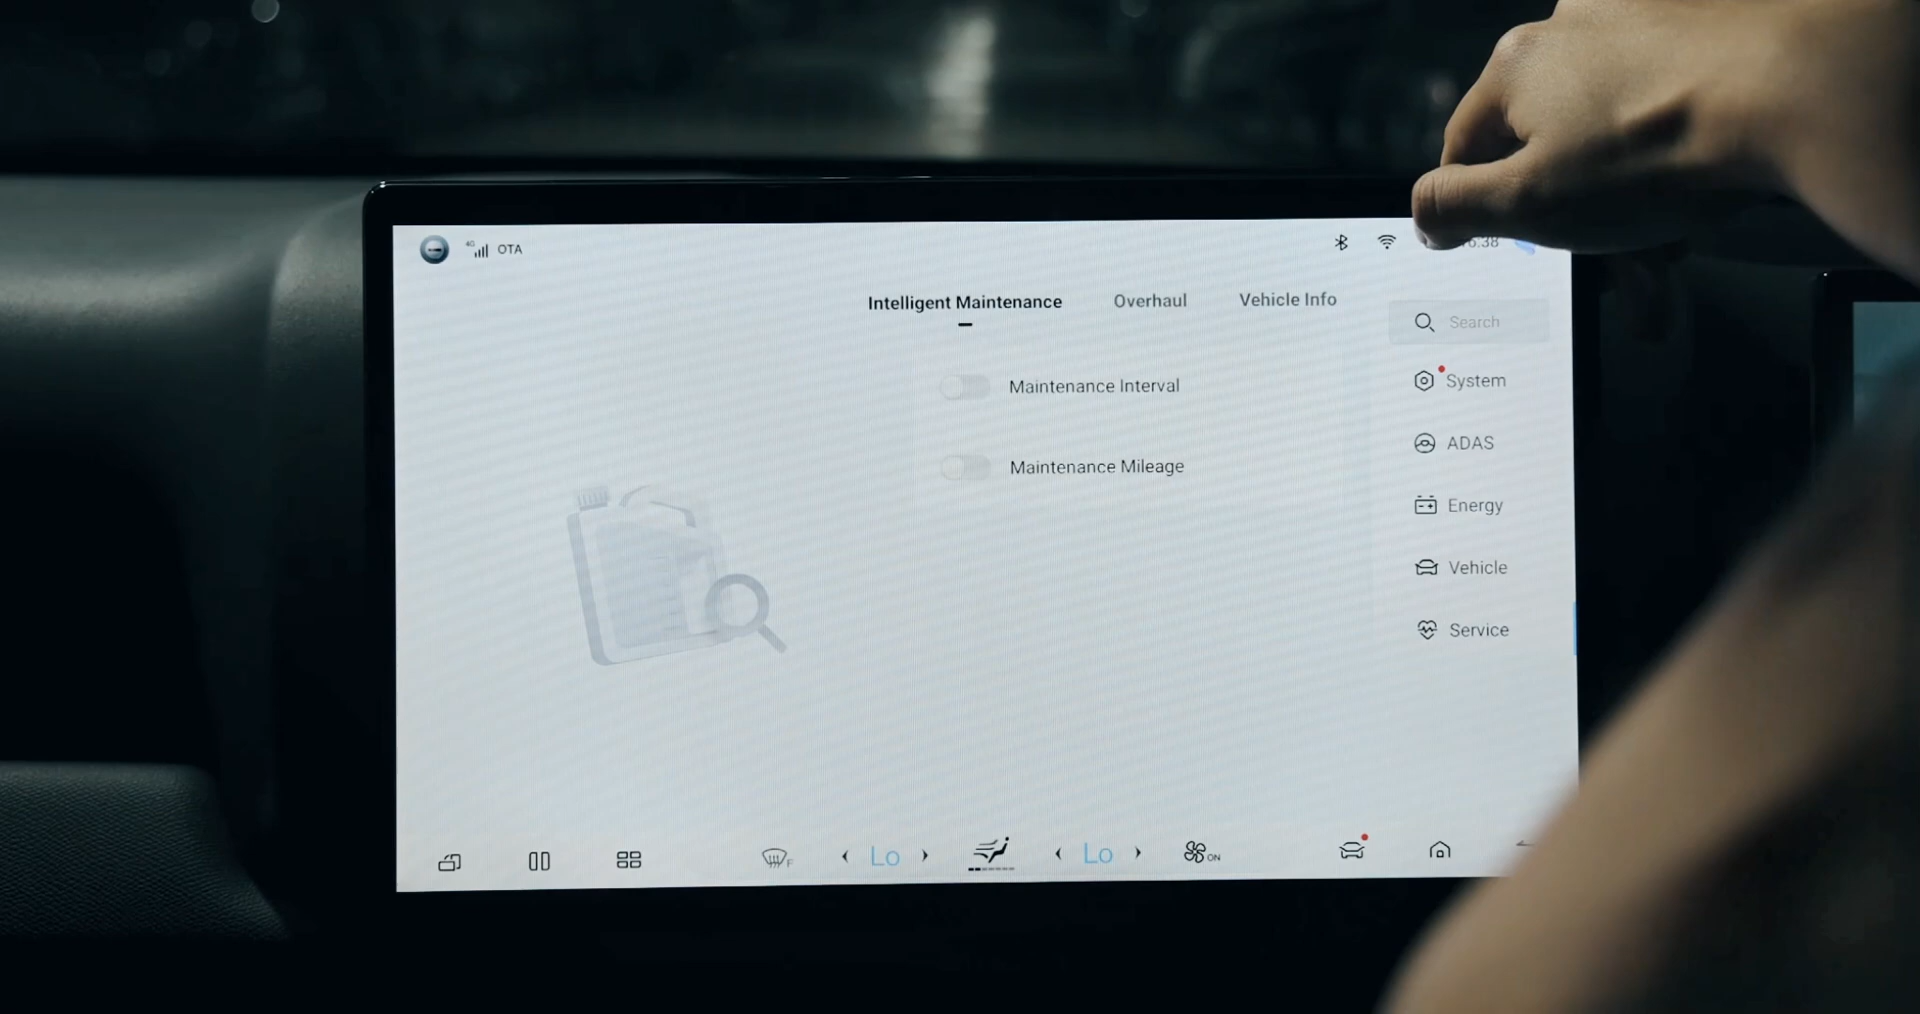 4G OTA
Intelligent Maintenance Overhaul Vehicle Info
Search
Maintenance Interval
System
ADAS
Maintenance Mileage
Energy
Vehicle
Service
F Lo Lo ON